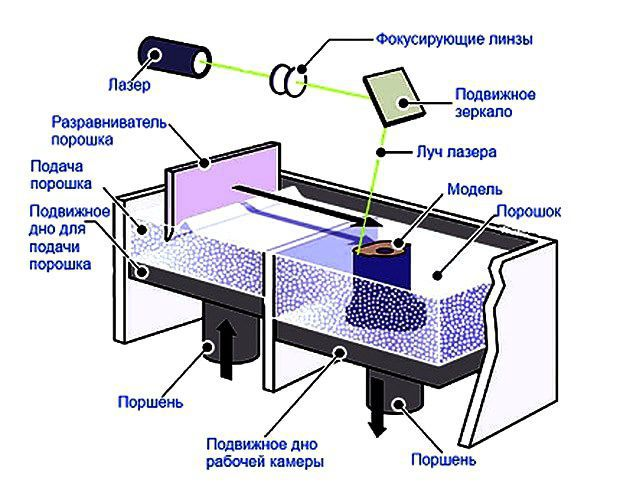 Фокусирующие линзы
Лазер
Подвижное
зеркало
Разравниватель
порошка
Луч лазера
Подача
порошка
Модель
Порошок
Подвижное
дно для
подачи
порошка
Поршень
Подвижное дно
рабочей камеры
Поршень